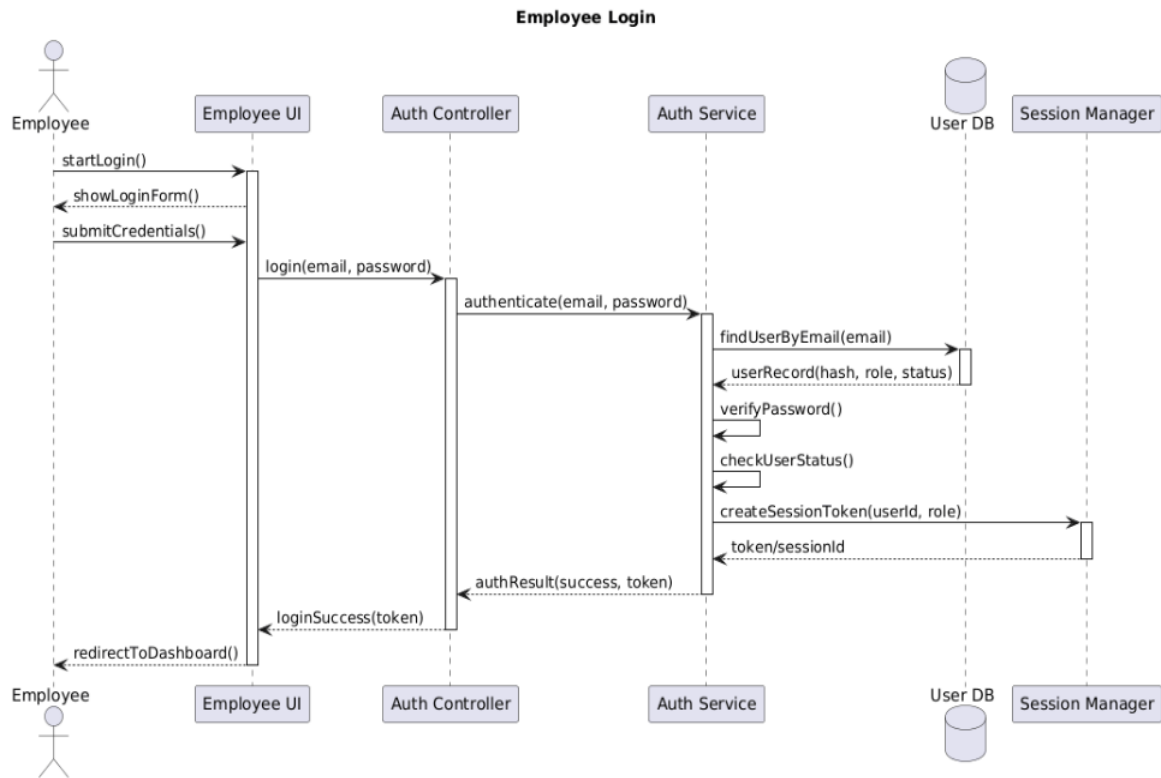 Employee Login
Employee
Employee UI
Auth Controller
Auth Service
User DB
Session Manager
startLogin()
showLoginForm()
submitCredentials()
login(email, password)
authenticate(email, password)
findUserByEmail(email)
userRecord(hash, role, status)
verifyPassword()
checkUserStatus()
createSessionToken(userId, role)
token/sessionId
authResult(success, token)
loginSuccess(token)
redirectToDashboard()
Employee
Employee UI
Auth Controller
Auth Service
User DB
Session Manager